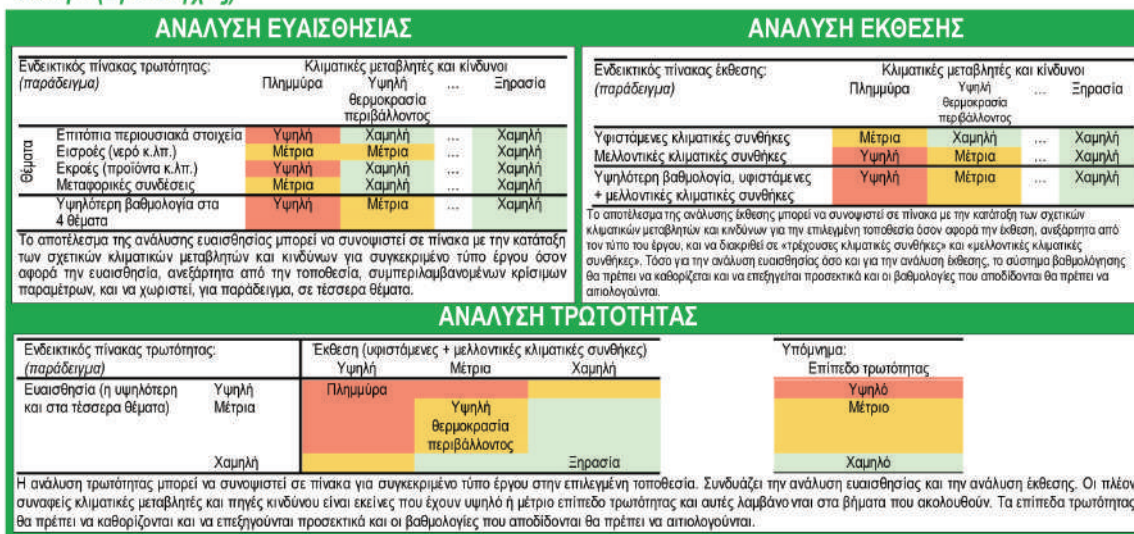 ΑΝΑΛΥΣΗ ΕΥΑΙΣΘΗΣΙΑΣ
Ενδεικτικός πίνακας τρωτότητας: Κλιματικές μεταβλητές και κίνδυνοι
(παράδειγμα) Πλημμύρα Υψηλή ... Ξηρασία
θερμοκρασία
περιβάλλοντος
Θέματα
Επιτόπια περιουσιακά στοιχεία Υψηλή Χαμηλή ... Χαμηλή
Εισροές (νερό κ.λπ.) Μέτρια Μέτρια ... Χαμηλή
Εκροές (προϊόντα κ.λπ.) Υψηλή Χαμηλή ... Χαμηλή
Μεταφορικές συνδέσεις Μέτρια Χαμηλή ... Χαμηλή
Υψηλότερη βαθμολογία στα Υψηλή Μέτρια ... Χαμηλή
4 θέματα
Το αποτέλεσμα της ανάλυσης ευαισθησίας μπορεί να συνοψιστεί σε πίνακα με την κατάταξη
των σχετικών κλιματικών μεταβλητών και κινδύνων για συγκεκριμένο τύπο έργου όσον
αφορά την ευαισθησία, ανεξάρτητα από την τοποθεσία, συμπεριλαμβανομένων κρίσιμων
παραμέτρων, και να χωριστεί, για παράδειγμα, σε τέσσερα θέματα.
ΑΝΑΛΥΣΗ ΕΚΘΕΣΗΣ
Ενδεικτικός πίνακας έκθεσης: Κλιματικές μεταβλητές και κίνδυνοι
(παράδειγμα) Πλημμύρα Υψηλή ... Ξηρασία
θερμοκρασία
περιβάλλοντος
Υφιστάμενες κλιματικές συνθήκες Μέτρια Χαμηλή ... Χαμηλή
Μελλοντικές κλιματικές συνθήκες Υψηλή Μέτρια ... Χαμηλή
Υψηλότερη βαθμολογία, υφιστάμενες Υψηλή Μέτρια ... Χαμηλή
+ μελλοντικές κλιματικές συνθήκες
Το αποτέλεσμα της ανάλυσης έκθεσης μπορεί να συνοψιστεί σε πίνακα με την κατάταξη των σχετικών
κλιματικών μεταβλητών και κινδύνων για την επιλεγμένη τοποθεσία όσον αφορά την έκθεση, ανεξάρτητα από
τον τύπο του έργου, και να διακριθεί σε «τρέχουσες κλιματικές συνθήκες» και «μελλοντικές κλιματικές
συνθήκες». Τόσο για την ανάλυση ευαισθησίας όσο και για την ανάλυση έκθεσης, το σύστημα βαθμολόγησης
θα πρέπει να καθορίζεται και να επεξηγείται προσεκτικά και οι βαθμολογίες που αποδίδονται θα πρέπει να
αιτιολογούνται.
ΑΝΑΛΥΣΗ ΤΡΩΤΟΤΗΤΑΣ
Ενδεικτικός πίνακας τρωτότητας: Έκθεση (υφιστάμενες + μελλοντικές κλιματικές συνθήκες) Υπόμνημα:
(παράδειγμα) Υψηλή Μέτρια Χαμηλή Επίπεδο τρωτότητας
Ευαισθησία (η υψηλότερη Υψηλή Πλημμύρα Υψηλό
και στα τέσσερα θέματα) Μέτρια Υψηλή Μέτριο
θερμοκρασία
περιβάλλοντος
Χαμηλή Ξηρασία Χαμηλό
Η ανάλυση τρωτότητας μπορεί να συνοψιστεί σε πίνακα για συγκεκριμένο τύπο έργου στην επιλεγμένη τοποθεσία. Συνδυάζει την ανάλυση ευαισθησίας και την ανάλυση έκθεσης. Οι πλέον
συναφείς κλιματικές μεταβλητές και πηγές κινδύνου είναι εκείνες που έχουν υψηλό ή μέτριο επίπεδο τρωτότητας και αυτές λαμβάνονται στα βήματα που ακολουθούν. Τα επίπεδα τρωτότητας
θα πρέπει να καθορίζονται και να επεξηγούνται προσεκτικά και οι βαθμολογίες που αποδίδονται θα πρέπει να αιτιολογούνται.